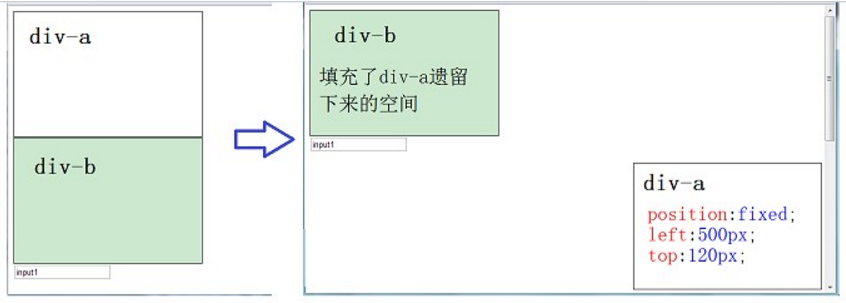 div-a
div-b
input1
div-b
填充了div-a遗留
下来的空间
input1
div-a
position:fixed;
left:500px;
top:120px;